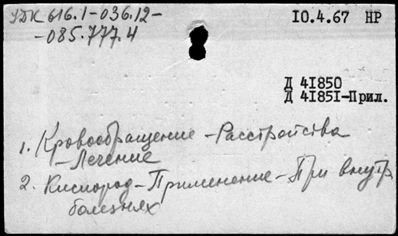 УДК 616.1-036.12-
-085.777.4
10.4.67 НР
Д 41850
Д 41851-Прил.
1. Кровообращение - Расстройства
- Лечение
2. Кислород - Применение - При внутр.
болезнях